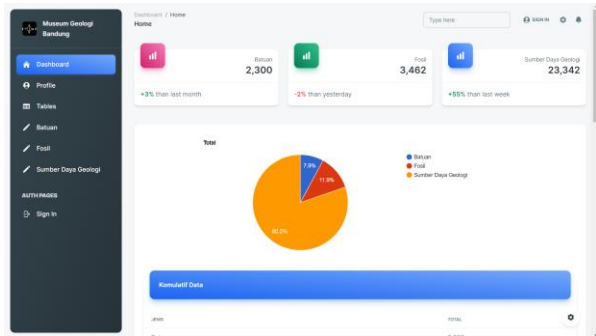 Museum Geologi
Bandung
Dashboard
Profile
Tables
Batuan
Fosil
Sumber Daya Geologi
AUTH PAGES
Sign In
Dashboard / Home
Home
Type here
SIGN IN
Batuan
2,300
+3% than last month
Fosil
3,462
-2% than yesterday
Sumber Daya Geologi
23,342
+55% than last week
Total
7.9%
11.9%
80.2%
Batuan
Fosil
Sumber Daya Geologi
Komulatif Data
JENIS
TOTAL